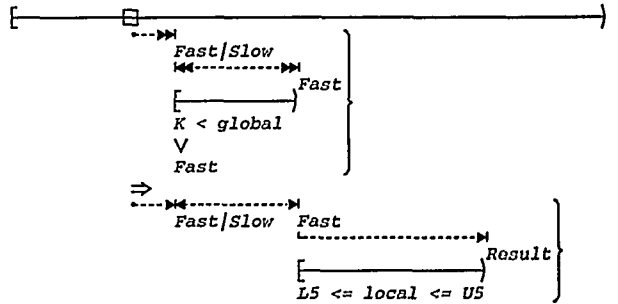 Fast/Slow
Fast
K < global
V
Fast
⇒
Fast/Slow Fast
Result
L5 <= local <= U5